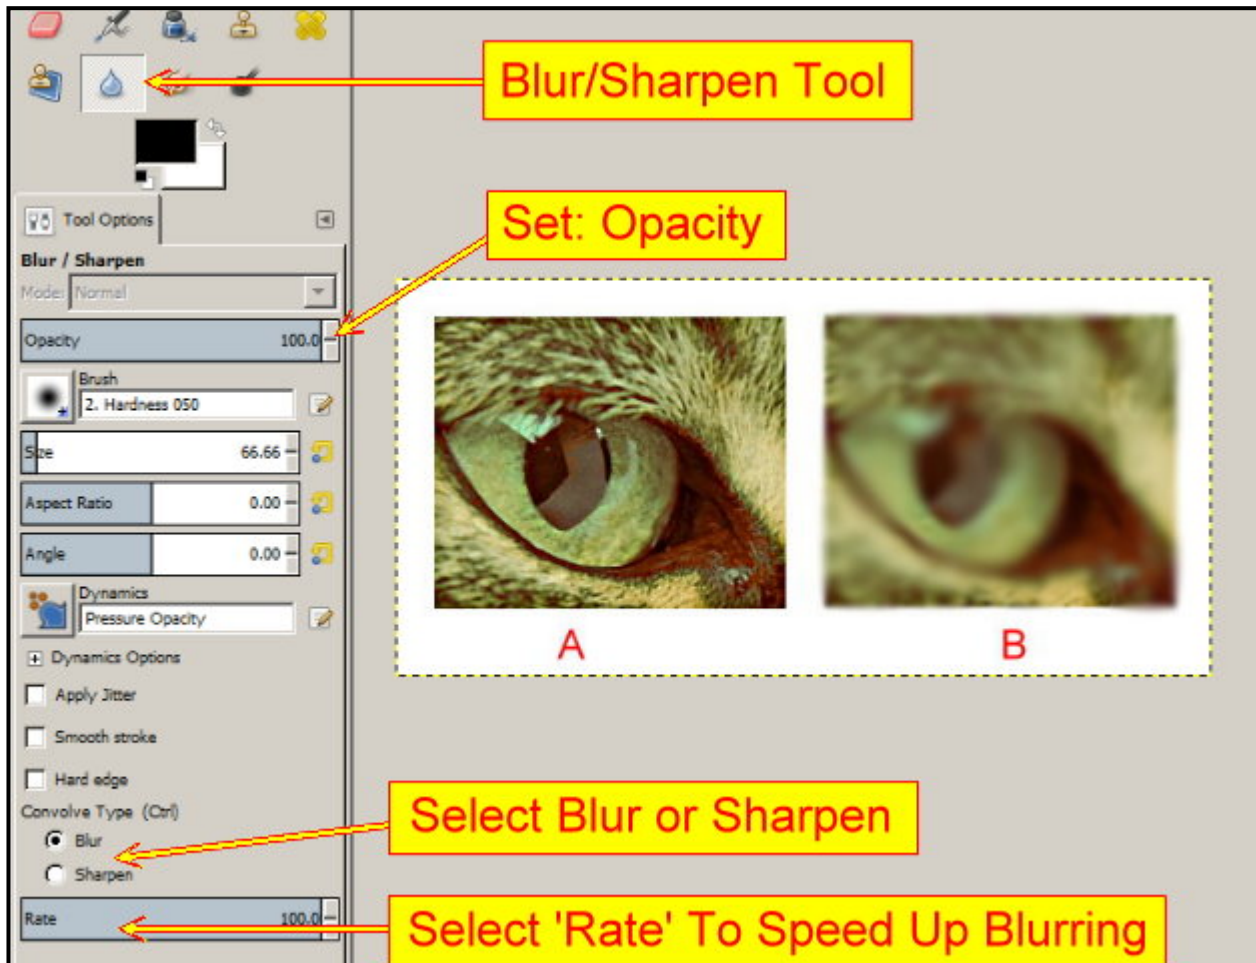 Blur/Sharpen Tool
Tool Options
Set: Opacity
Blur / Sharpen
Mode: Normal
Opacity 100.0
Brush
2. Hardness 050
Size 66.66
Aspect Ratio 0.00
Angle 0.00
Dynamics
Pressure Opacity
A B
Dynamics Options
Apply Jitter
Smooth stroke
Hard edge
Convolve Type (Ctrl)
Select Blur or Sharpen
Blur
Sharpen
Rate 100.0
Select 'Rate' To Speed Up Blurring